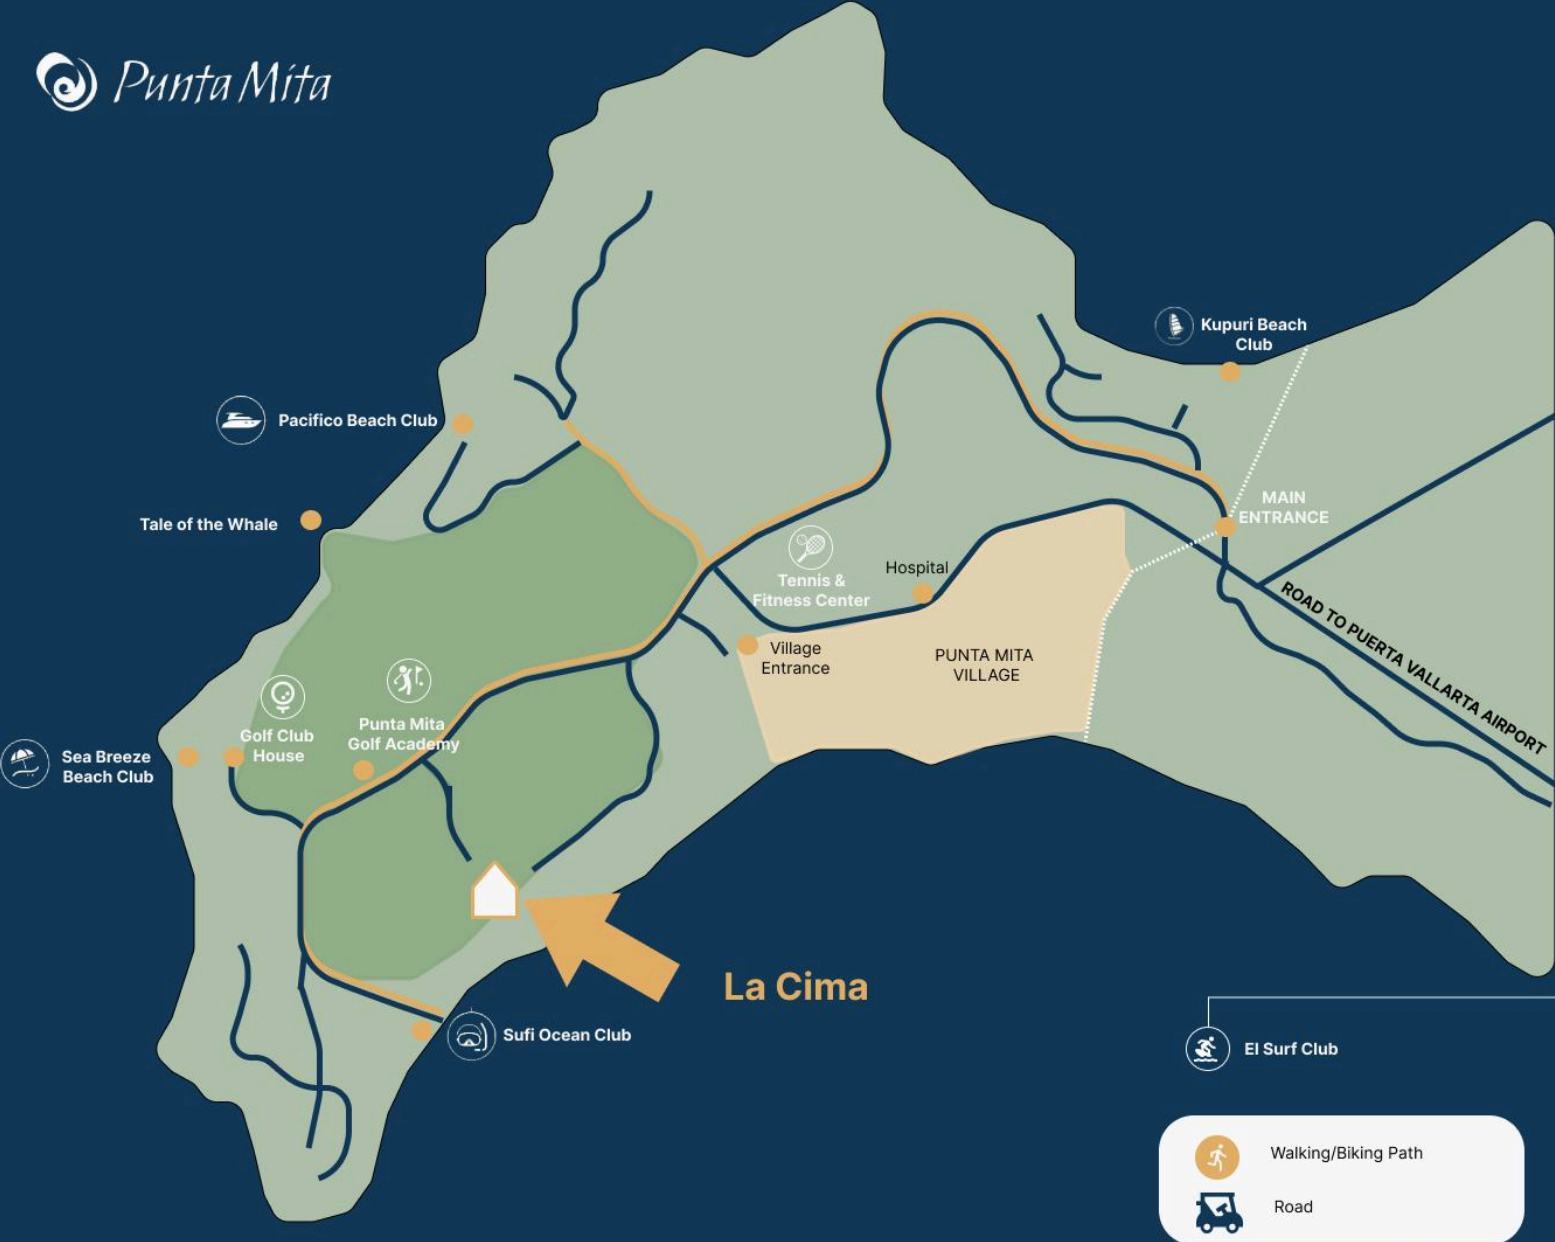 Punta Mita
Kupuri Beach
Club
Pacifico Beach Club
MAIN
ENTRANCE
Tale of the Whale
Tennis &
Fitness Center
Hospital
ROAD TO PUERTA VALLARTA AIRPORT
Village
Entrance
PUNTA MITA
VILLAGE
Punta Mita
Golf Academy
Golf Club
House
Sea Breeze
Beach Club
La Cima
Sufi Ocean Club
El Surf Club
Walking/Biking Path
Road